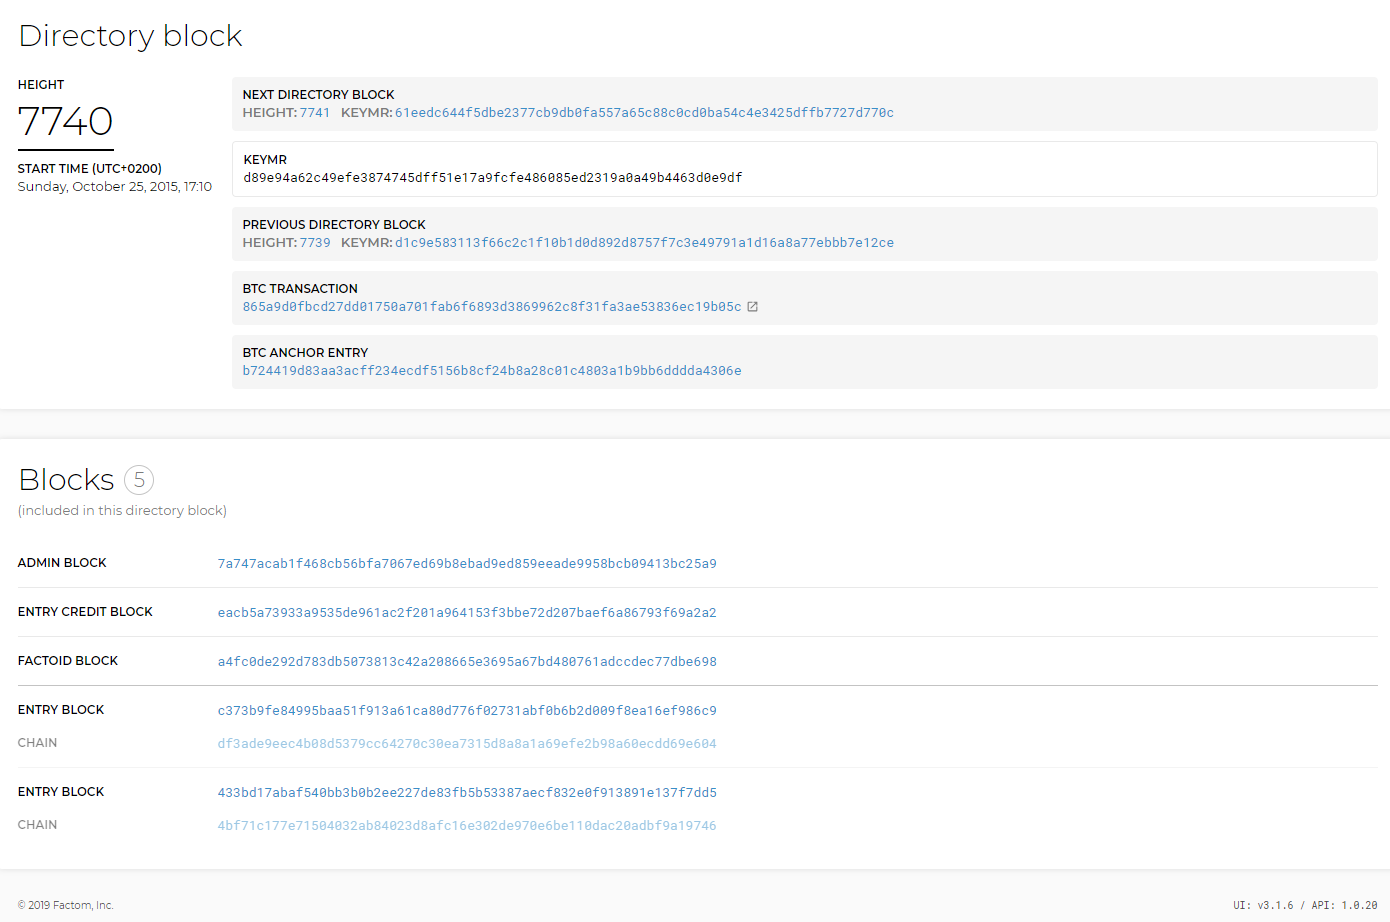 Directory block
HEIGHT
7740
START TIME (UTC+0200)
Sunday, October 25, 2015, 17:10
NEXT DIRECTORY BLOCK
HEIGHT: 7741 KEYMR: 61eedc644f5dbe2377cb9db0fa557a65c88c0cd0ba54c4e3425dffb7727d770c
KEYMR
d89e94a62c49efe3874745dff51e17a9fcfe486085ed2319a0a49b4463d0e9df
PREVIOUS DIRECTORY BLOCK
HEIGHT: 7739 KEYMR: d1c9e583113f66c2c1f10b1d0d892d8757f7c3e49791a1d16a8a77ebbb7e12ce
BTC TRANSACTION
865a9d0fbcd27dd01750a701fab6f6893d3869962c8f31fa3ae53836ec19b05c
BTC ANCHOR ENTRY
b724419d83aa3acff234ecdf5156b8cf24b8a28c01c4803a1b9bb6dddda4306e
Blocks 5
(included in this directory block)
ADMIN BLOCK 7a747acab1f468cb56bfa7067ed69b8ebad9ed859eeade9958bcb09413bc25a9
ENTRY CREDIT BLOCK eacb5a73933a9535de961ac2f201a964153f3bbe72d207baef6a86793f69a2a2
FACTOID BLOCK a4fc0de292d783db5073813c42a208665e3695a67bd480761adccdec77dbe698
ENTRY BLOCK c373b9fe84995baa51f913a61ca80d776f02731abf0b6b2d009f8ea16ef986c9
CHAIN df3ade9eec4b08d5379cc64270c30ea7315d8a8a1a69efe2b98a60ecdd69e604
ENTRY BLOCK 433bd17abaf540bb3b0b2ee227de83fb5b53387aecf832e0f913891e137f7dd5
CHAIN 4bf71c177e71504032ab84023d8afc16e302de970e6be110dac20adbf9a19746
© 2019 Factom, Inc.
UI: v3.1.6 / API: 1.0.20